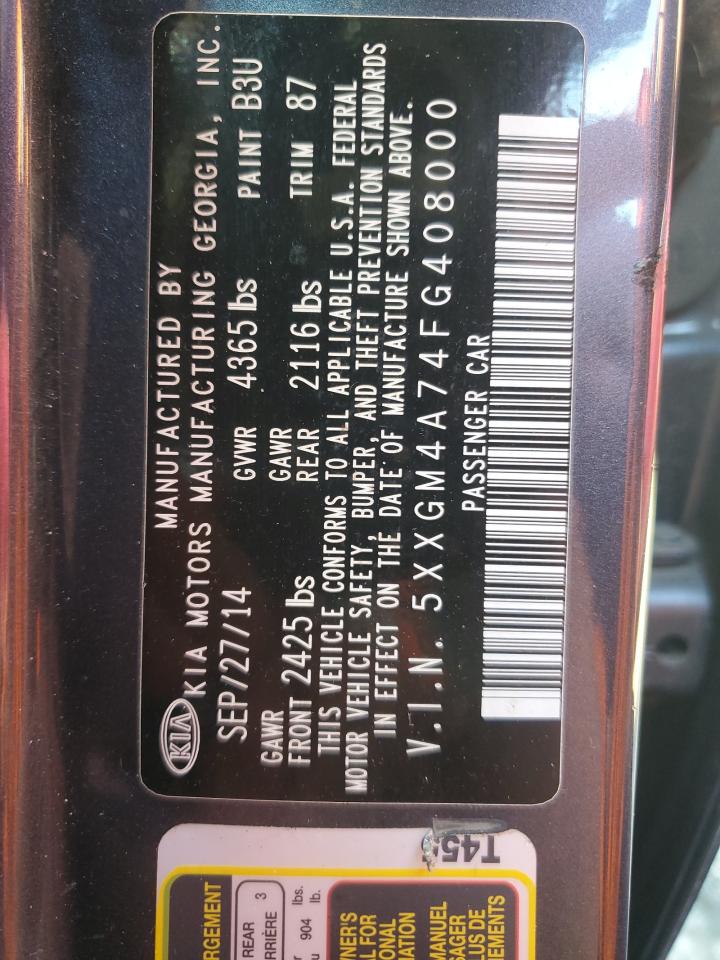 MANUFACTURED BY
KIA KIA MOTORS MANUFACTURING GEORGIA, INC.
SEP/27/14 GVWR 4365 lbs PAINT B3U
GAWR FRONT 2425 lbs GAWR REAR 2116 lbs TRIM 87
THIS VEHICLE CONFORMS TO ALL APPLICABLE U.S.A. FEDERAL
MOTOR VEHICLE SAFETY, BUMPER, AND THEFT PREVENTION STANDARDS
IN EFFECT ON THE DATE OF MANUFACTURE SHOWN ABOVE.
V.I.N. 5XXGM4A74FG408000
PASSENGER CAR
REAR 3
904 lbs.
lb.
L FOR
MANUEL